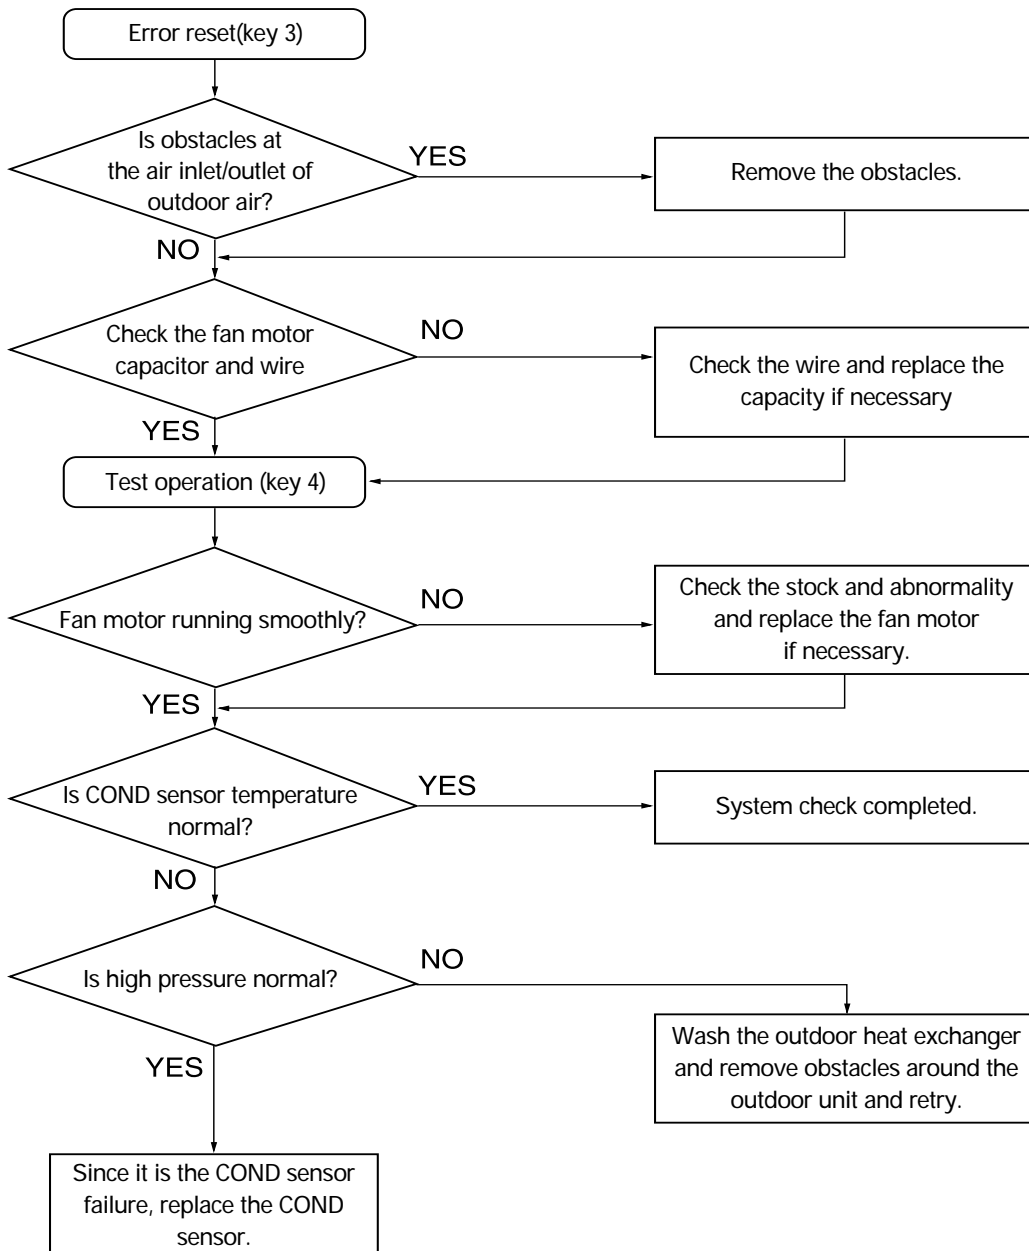 Error reset(key 3)
Is obstacles at
the air inlet/outlet of
outdoor air?
YES
Remove the obstacles.
NO
Check the fan motor
capacitor and wire
NO
Check the wire and replace the
capacity if necessary
YES
Test operation (key 4)
Fan motor running smoothly?
NO
Check the stock and abnormality
and replace the fan motor
if necessary.
YES
Is COND sensor temperature
normal?
YES
System check completed.
NO
Is high pressure normal?
NO
Wash the outdoor heat exchanger
and remove obstacles around the
outdoor unit and retry.
YES
Since it is the COND sensor
failure, replace the COND
sensor.